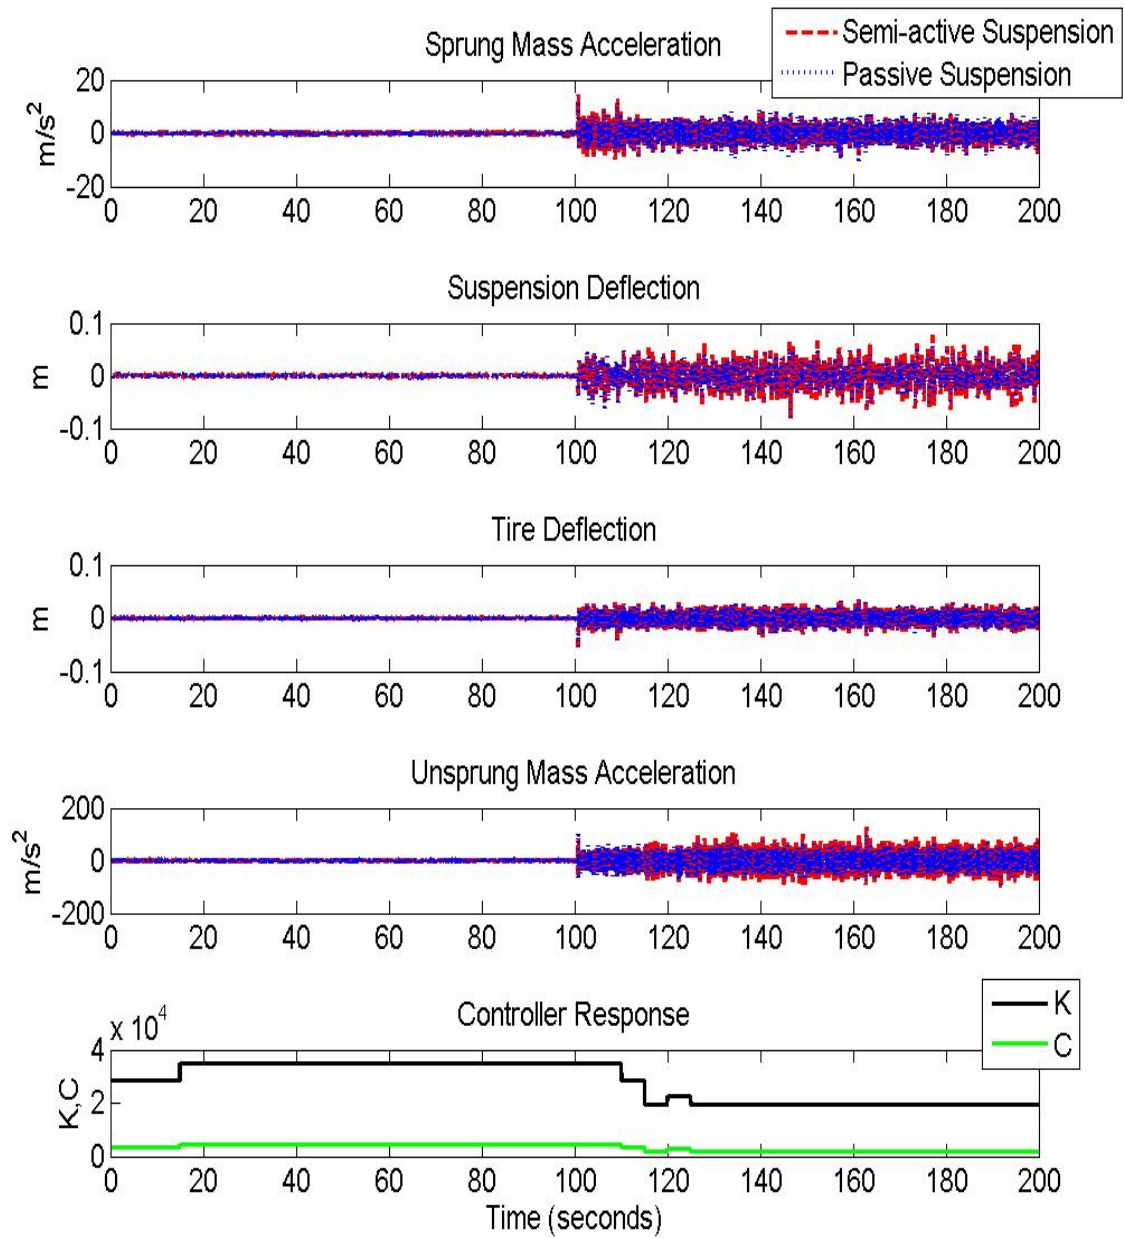 Sprung Mass Acceleration
Semi-active Suspension
Passive Suspension
m/s²
20
0
-20
0 20 40 60 80 100 120 140 160 180 200
Suspension Deflection
m
0.1
0
-0.1
0 20 40 60 80 100 120 140 160 180 200
Tire Deflection
m
0.1
0
-0.1
0 20 40 60 80 100 120 140 160 180 200
Unsprung Mass Acceleration
m/s²
200
0
-200
0 20 40 60 80 100 120 140 160 180 200
Controller Response
x 10⁴
K
C
K,C
4
2
0
0 20 40 60 80 100 120 140 160 180 200
Time (seconds)